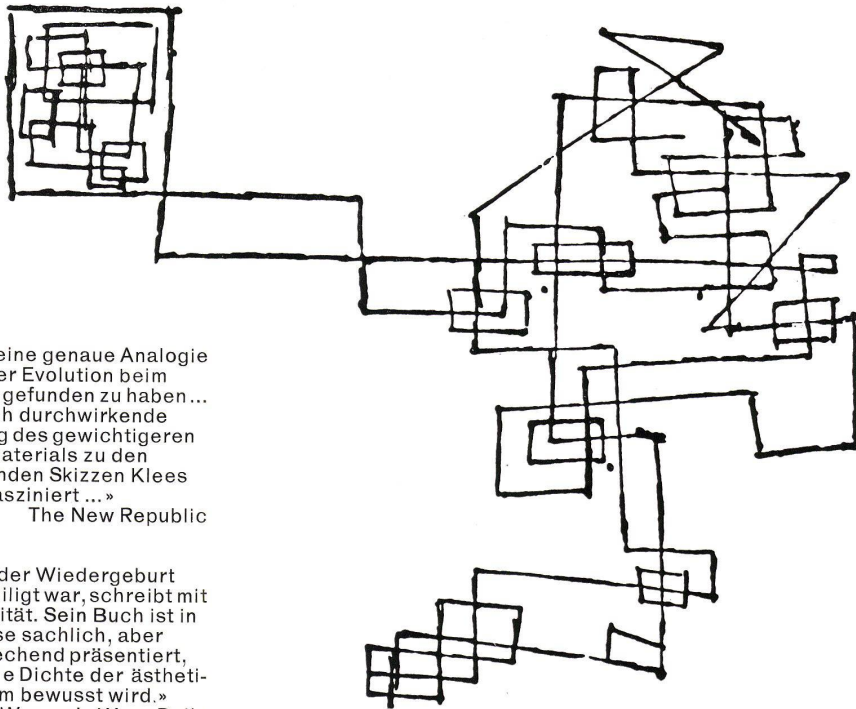 eine genaue Analogie
er Evolution beim
gefunden zu haben ...
h durchwirkende
g des gewichtigeren
aterials zu den
nden Skizzen Klees
asziniert ... »
The New Republic
der Wiedergeburt
iligt war, schreibt mit
ität. Sein Buch ist in
se sachlich, aber
echend präsentiert,
e Dichte der ästheti-
m bewusst wird.»